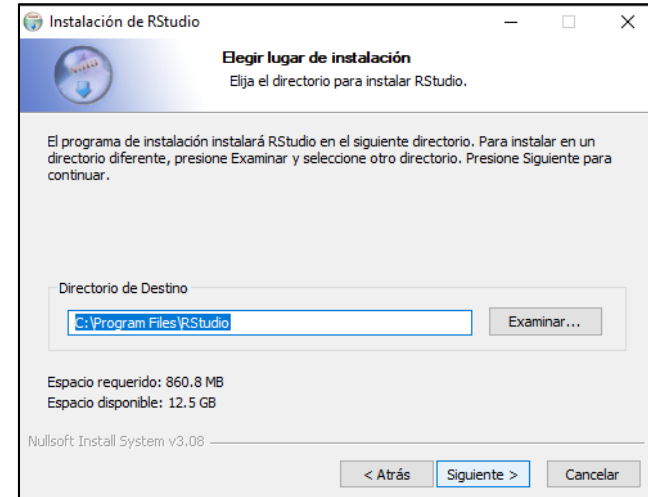 Instalación de RStudio
Elegir lugar de instalación
Elija el directorio para instalar RStudio.
El programa de instalación instalará RStudio en el siguiente directorio. Para instalar en un
directorio diferente, presione Examinar y seleccione otro directorio. Presione Siguiente para
continuar.
Directorio de Destino
C:\Program Files\RStudio
Examinar...
Espacio requerido: 860.8 MB
Espacio disponible: 12.5 GB
Nullsoft Install System v3.08
< Atrás
Siguiente >
Cancelar